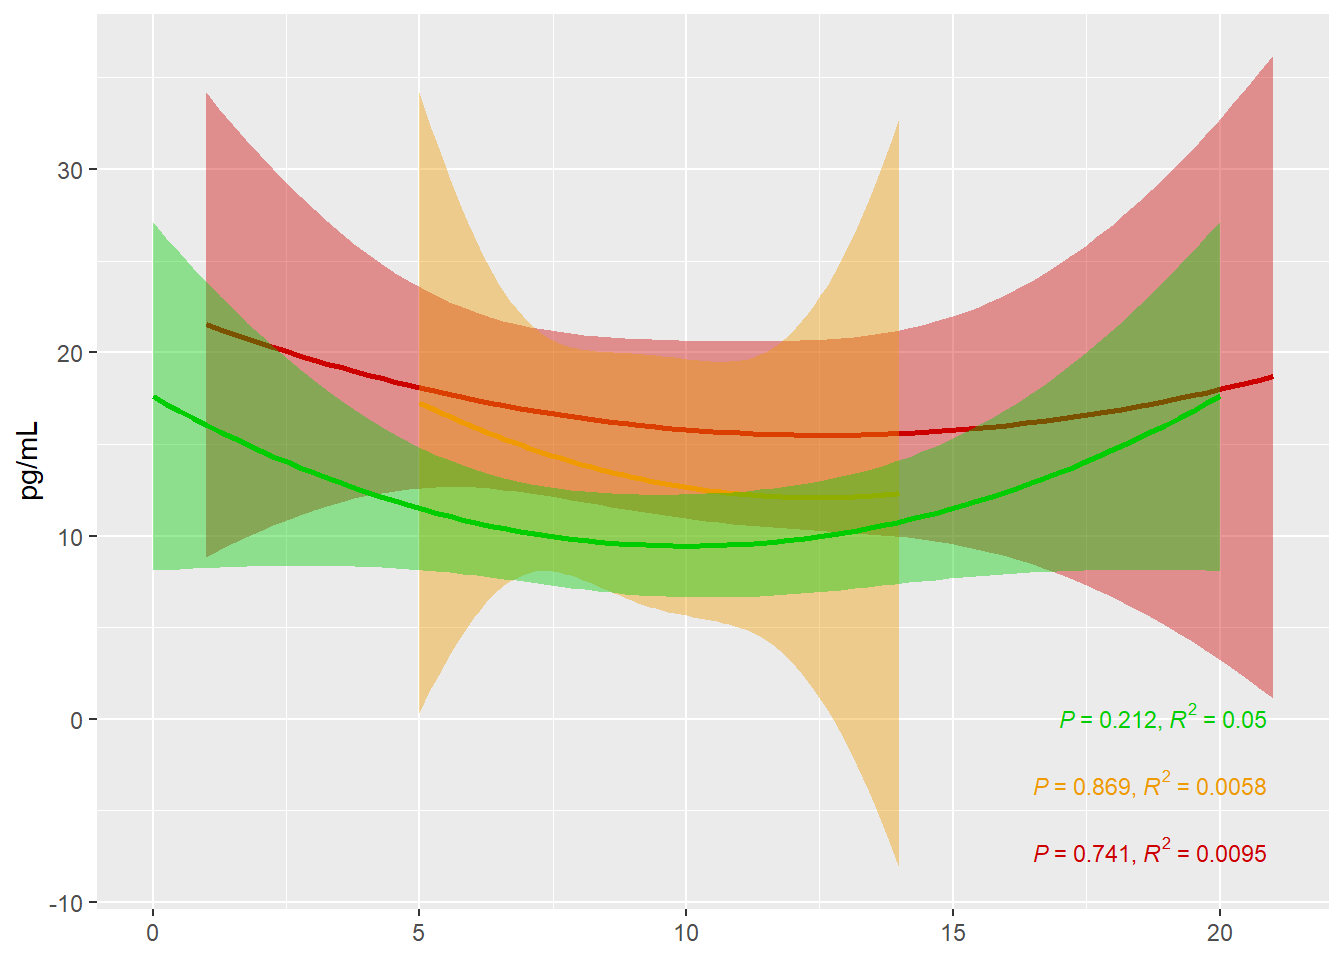 pg/mL
30
20
10
0
-10
P = 0.212, R² = 0.05
P = 0.869, R² = 0.0058
P = 0.741, R² = 0.0095
0 5 10 15 20